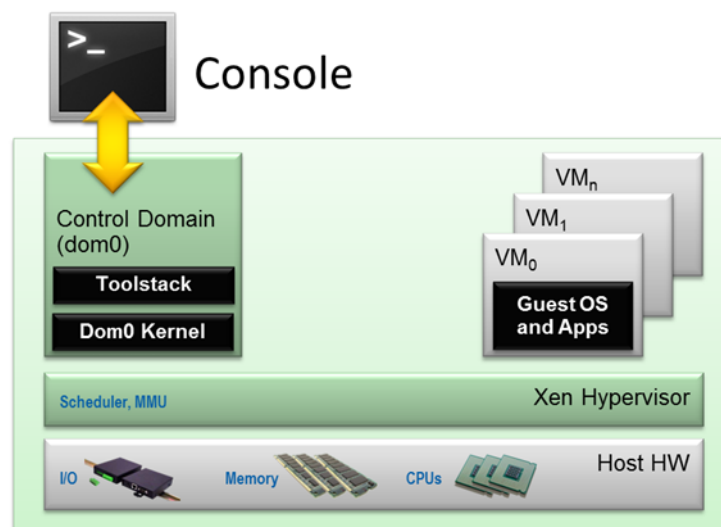 >_
Console
Control Domain
(dom0)
Toolstack
Dom0 Kernel
VMn
VM1
VM0
Guest OS
and Apps
Scheduler, MMU
Xen Hypervisor
I/O
Memory
CPUs
Host HW